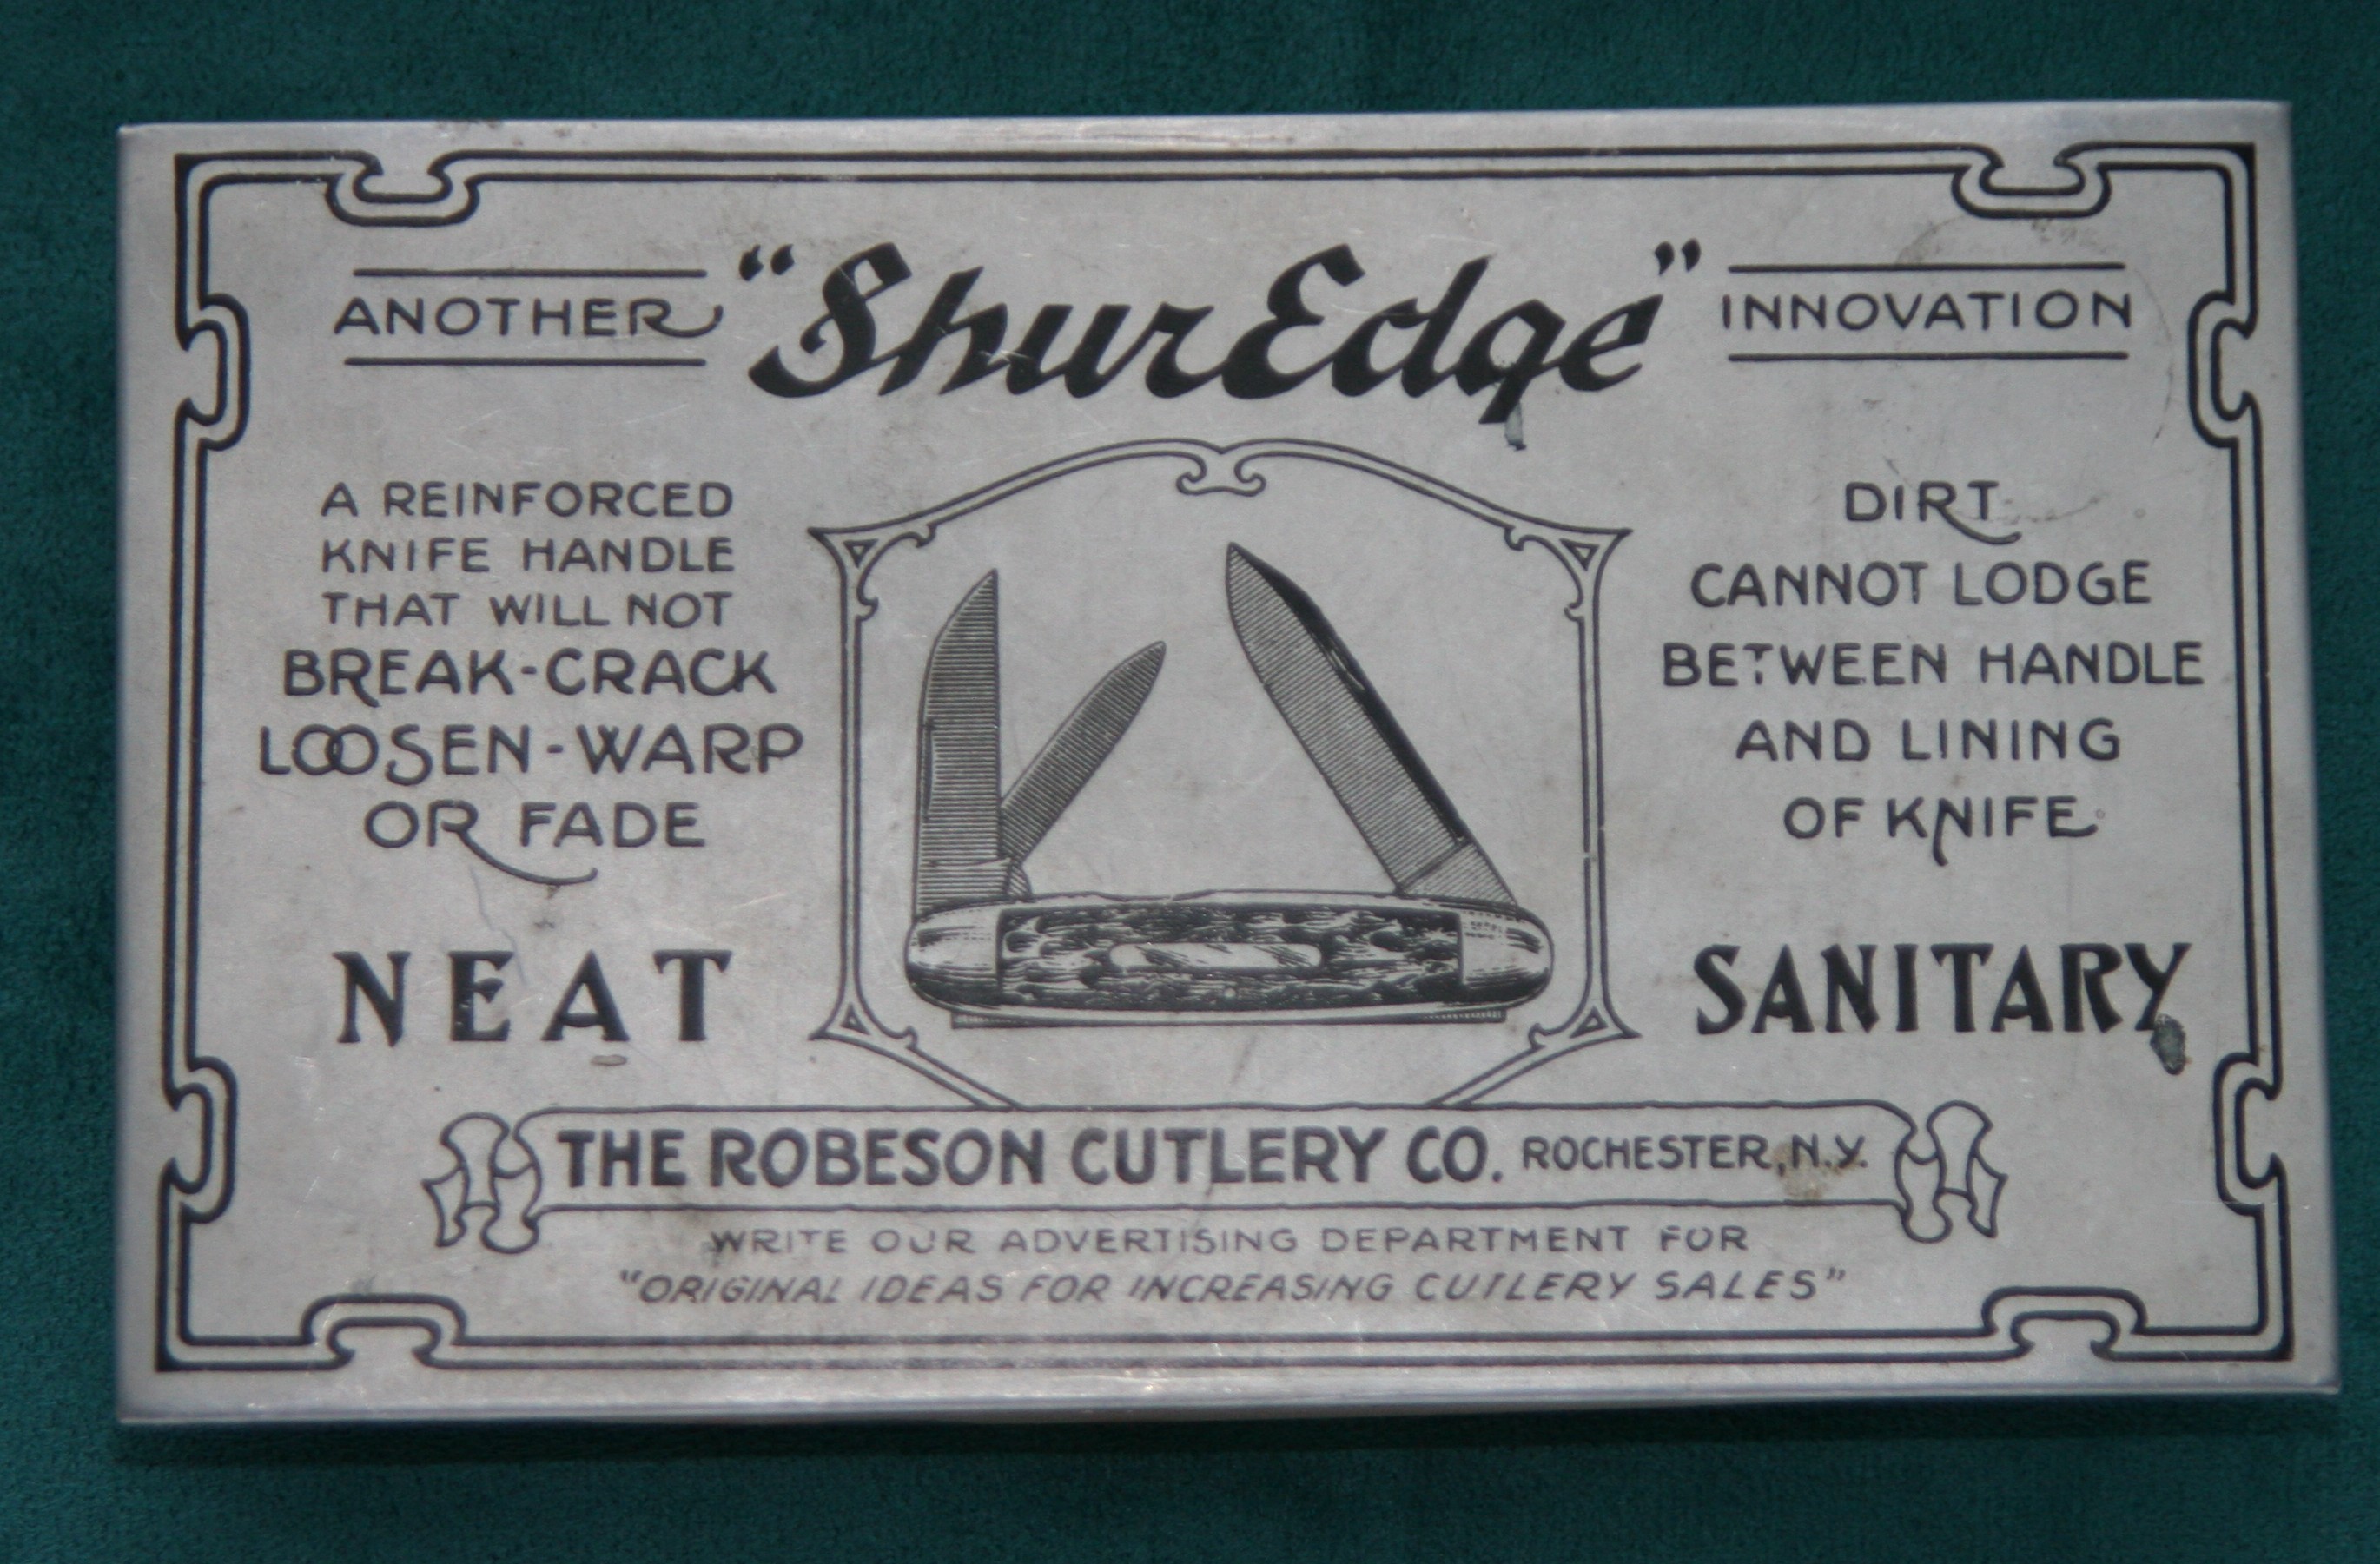 ANOTHER "ShurEdge" INNOVATION
A REINFORCED
KNIFE HANDLE
THAT WILL NOT
BREAK-CRACK
LOOSEN-WARP
OR FADE
NEAT
DIRT
CANNOT LODGE
BETWEEN HANDLE
AND LINING
OF KNIFE
SANITARY
THE ROBESON CUTLERY CO. ROCHESTER, N.Y.
WRITE OUR ADVERTISING DEPARTMENT FOR
"ORIGINAL IDEAS FOR INCREASING CUTLERY SALES"